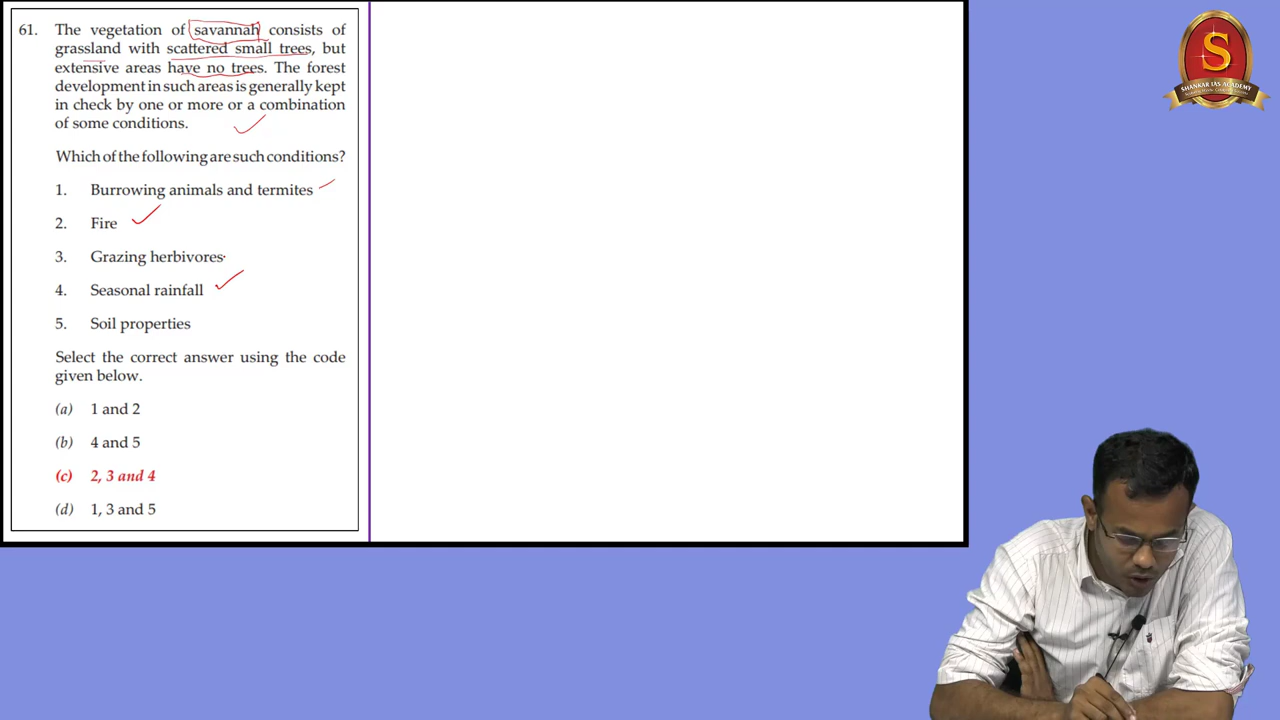 61. The vegetation of savannah consists of
grassland with scattered small trees, but
extensive areas have no trees. The forest
development in such areas is generally kept
in check by one or more or a combination
of some conditions.
Which of the following are such conditions?
1. Burrowing animals and termites
2. Fire
3. Grazing herbivores
4. Seasonal rainfall
5. Soil properties
Select the correct answer using the code
given below.
(a) 1 and 2
(b) 4 and 5
(c) 2, 3 and 4
(d) 1, 3 and 5
S
SHANKAR IAS ACADEMY